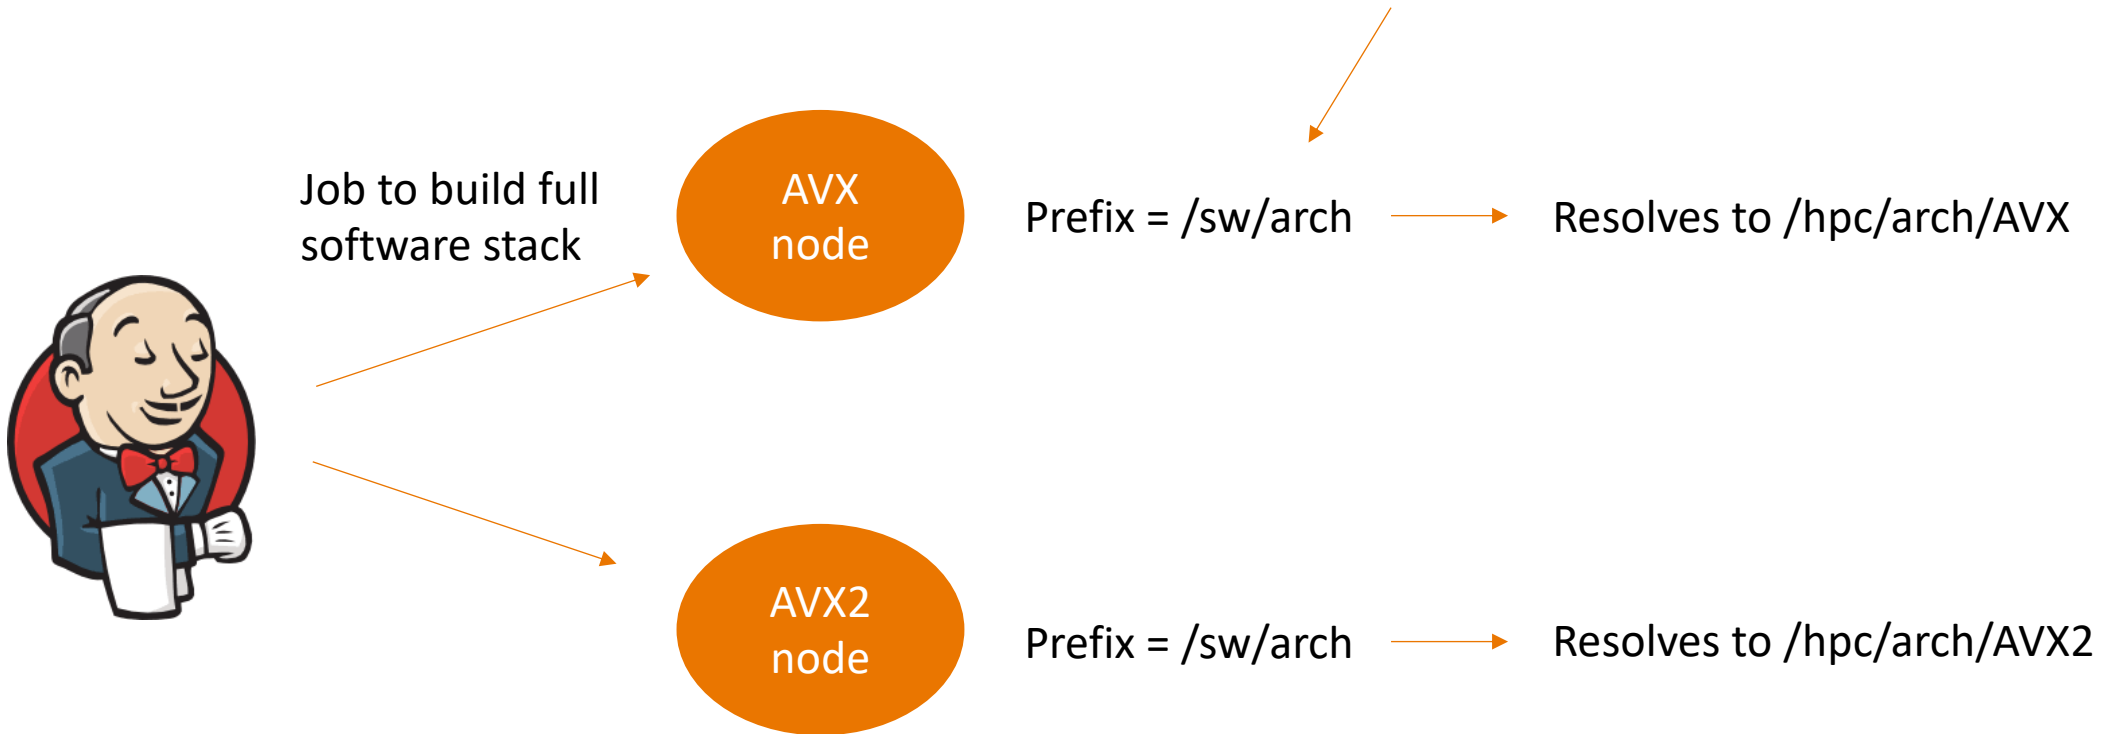 Job to build full
software stack
AVX
node
Prefix = /sw/arch
Resolves to /hpc/arch/AVX
AVX2
node
Prefix = /sw/arch
Resolves to /hpc/arch/AVX2